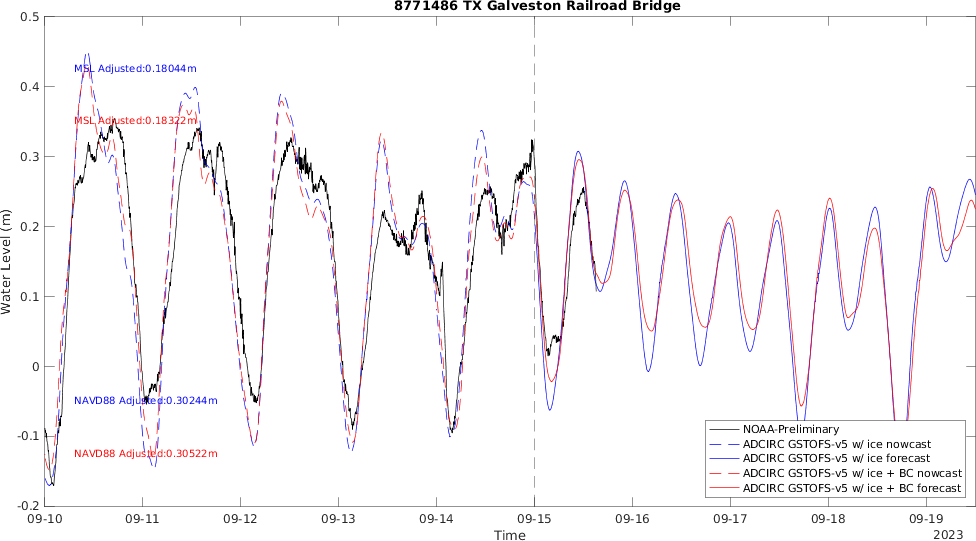 8771486 TX Galveston Railroad Bridge
0.5
0.4
0.3
0.2
0.1
0
-0.1
-0.2
Water Level (m)
MSL Adjusted:0.18044m
MSL Adjusted:0.18322m
NAVD88 Adjusted:0.30244m
NAVD88 Adjusted:0.30522m
NOAA-Preliminary
ADCIRC GSTOFS-v5 w/ ice nowcast
ADCIRC GSTOFS-v5 w/ ice forecast
ADCIRC GSTOFS-v5 w/ ice + BC nowcast
ADCIRC GSTOFS-v5 w/ ice + BC forecast
09-10 09-11 09-12 09-13 09-14 09-15 09-16 09-17 09-18 09-19
Time
2023